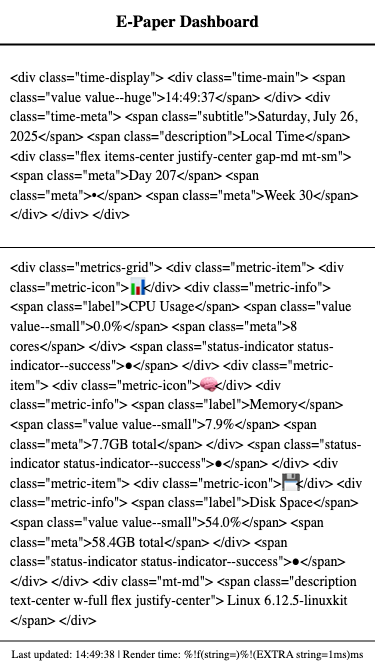 E-Paper Dashboard
<div class="time-display"> <div class="time-main"> <span
class="value value--huge">14:49:37</span> </div> <div
class="time-meta"> <span class="subtitle">Saturday, July 26,
2025</span> <span class="description">Local Time</span>
<div class="flex items-center justify-center gap-md mt-sm">
<span class="meta">Day 207</span> <span
class="meta">•</span> <span class="meta">Week 30</span>
</div> </div> </div>
<div class="metrics-grid"> <div class="metric-item"> <div
class="metric-icon">📊</div> <div class="metric-info">
<span class="label">CPU Usage</span> <span class="value
value--small">0.0%</span> <span class="meta">8
cores</span> </div> <span class="status-indicator status-
indicator--success">●</span> </div> <div class="metric-
item"> <div class="metric-icon">🧠</div> <div
class="metric-info"> <span class="label">Memory</span>
<span class="value value--small">7.9%</span> <span
class="meta">7.7GB total</span> </div> <span class="status-
indicator status-indicator--success">●</span> </div> <div
class="metric-item"> <div class="metric-icon">💾</div> <div
class="metric-info"> <span class="label">Disk Space</span>
<span class="value value--small">54.0%</span> <span
class="meta">58.4GB total</span> </div> <span
class="status-indicator status-indicator--success">●</span>
</div> </div> <div class="mt-md"> <span class="description
text-center w-full flex justify-center"> Linux 6.12.5-linuxkit
</span> </div>
Last updated: 14:49:38 | Render time: %!f(string=)%!(EXTRA string=1ms)ms